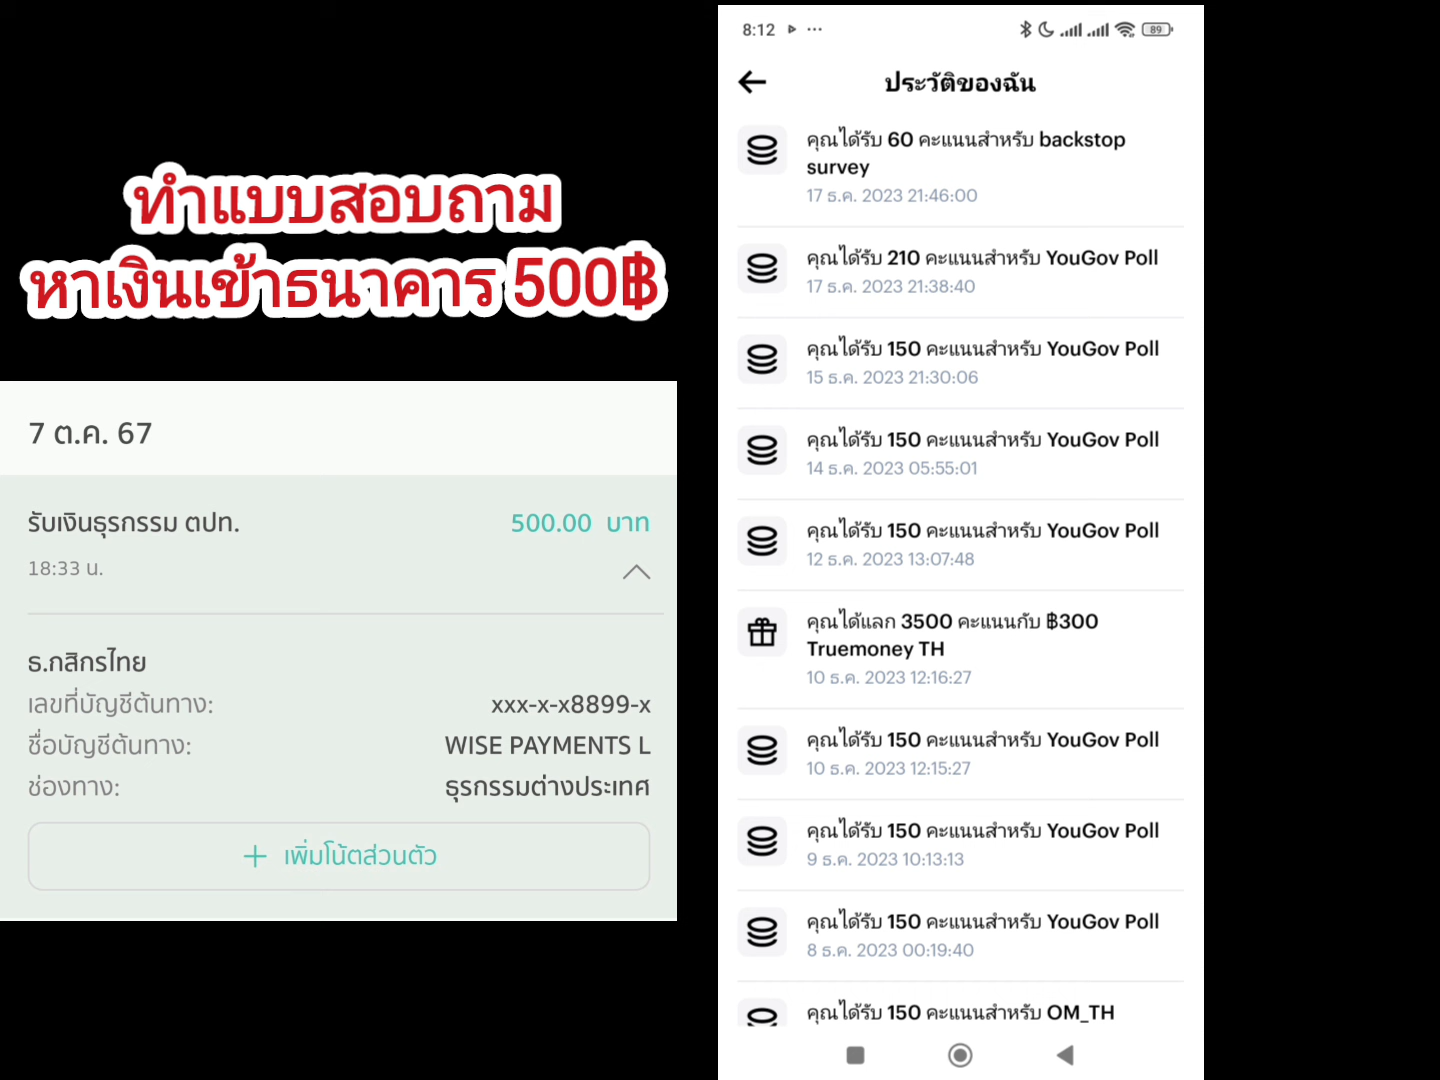 ทำแบบสอบถาม
หาเงินเข้าธนาคาร 500฿
7 ต.ค. 67
รับเงินธุรกรรม ตปท. 500.00 บาท
18:33 น.
ธ.กสิกรไทย
เลขที่บัญชีต้นทาง: xxx-x-x8899-x
ชื่อบัญชีต้นทาง: WISE PAYMENTS L
ช่องทาง: ธุรกรรมต่างประเทศ
+ เพิ่มโน้ตส่วนตัว
8:12 89
ประวัติของฉัน
คุณได้รับ 60 คะแนนสำหรับ backstop
survey
17 ธ.ค. 2023 21:46:00
คุณได้รับ 210 คะแนนสำหรับ YouGov Poll
17 ธ.ค. 2023 21:38:40
คุณได้รับ 150 คะแนนสำหรับ YouGov Poll
15 ธ.ค. 2023 21:30:06
คุณได้รับ 150 คะแนนสำหรับ YouGov Poll
14 ธ.ค. 2023 05:55:01
คุณได้รับ 150 คะแนนสำหรับ YouGov Poll
12 ธ.ค. 2023 13:07:48
คุณได้แลก 3500 คะแนนกับ ฿300
Truemoney TH
10 ธ.ค. 2023 12:16:27
คุณได้รับ 150 คะแนนสำหรับ YouGov Poll
10 ธ.ค. 2023 12:15:27
คุณได้รับ 150 คะแนนสำหรับ YouGov Poll
9 ธ.ค. 2023 10:13:13
คุณได้รับ 150 คะแนนสำหรับ YouGov Poll
8 ธ.ค. 2023 00:19:40
คุณได้รับ 150 คะแนนสำหรับ OM_TH